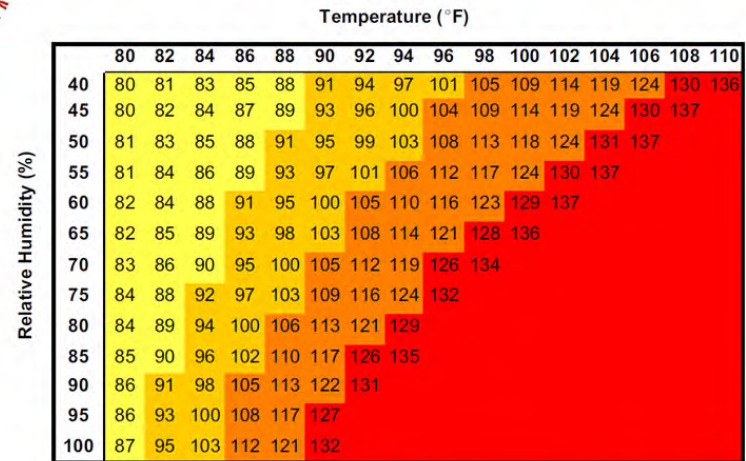 Temperature (°F)
80 82 84 86 88 90 92 94 96 98 100 102 104 106 108 110
40 80 81 83 85 88 91 94 97 101 105 109 114 119 124 130 136
45 80 82 84 87 89 93 96 100 104 109 114 119 124 130 137
50 81 83 85 88 91 95 99 103 108 113 118 124 131 137
55 81 84 86 89 93 97 101 106 112 117 124 130 137
60 82 84 88 91 95 100 105 110 116 123 129 137
65 82 85 89 93 98 103 108 114 121 128 136
70 83 86 90 95 100 105 112 119 126 134
75 84 88 92 97 103 109 116 124 132
80 84 89 94 100 106 113 121 129
85 85 90 96 102 110 117 126 135
90 86 91 98 105 113 122 131
95 86 93 100 108 117 127
100 87 95 103 112 121 132
Relative Humidity (%)